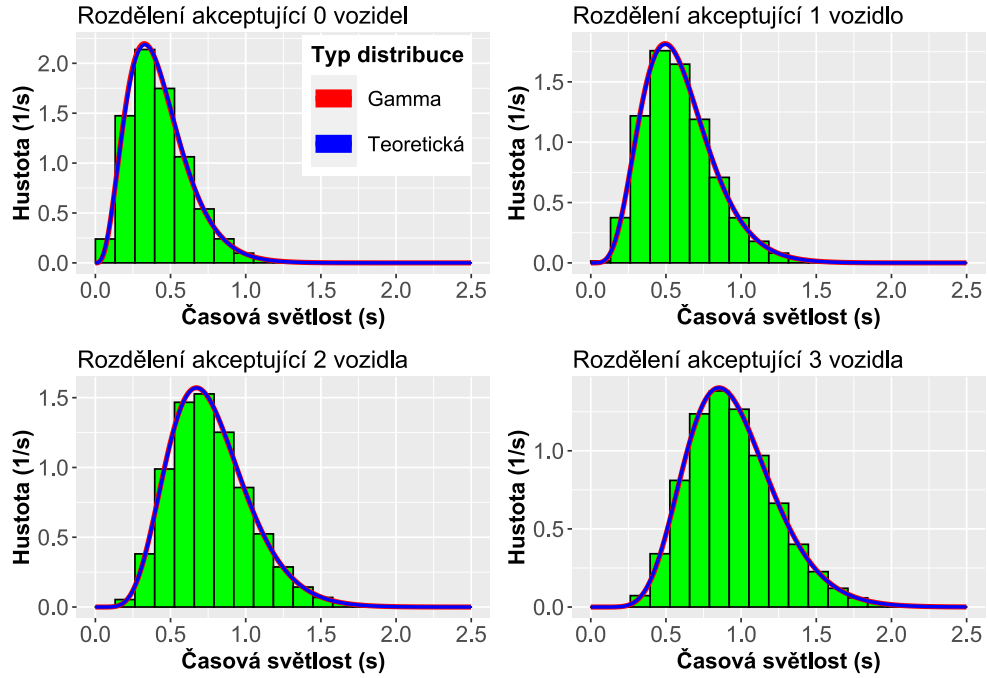 Rozdělení akceptující 0 vozidel
Hustota (1/s)
2.0
1.5
1.0
0.5
0.0
Typ distribuce
Gamma
Teoretická
0.0 0.5 1.0 1.5 2.0 2.5
Časová světlost (s)
Rozdělení akceptující 1 vozidlo
Hustota (1/s)
1.5
1.0
0.5
0.0
0.0 0.5 1.0 1.5 2.0 2.5
Časová světlost (s)
Rozdělení akceptující 2 vozidla
Hustota (1/s)
1.5
1.0
0.5
0.0
0.0 0.5 1.0 1.5 2.0 2.5
Časová světlost (s)
Rozdělení akceptující 3 vozidla
Hustota (1/s)
1.0
0.5
0.0
0.0 0.5 1.0 1.5 2.0 2.5
Časová světlost (s)